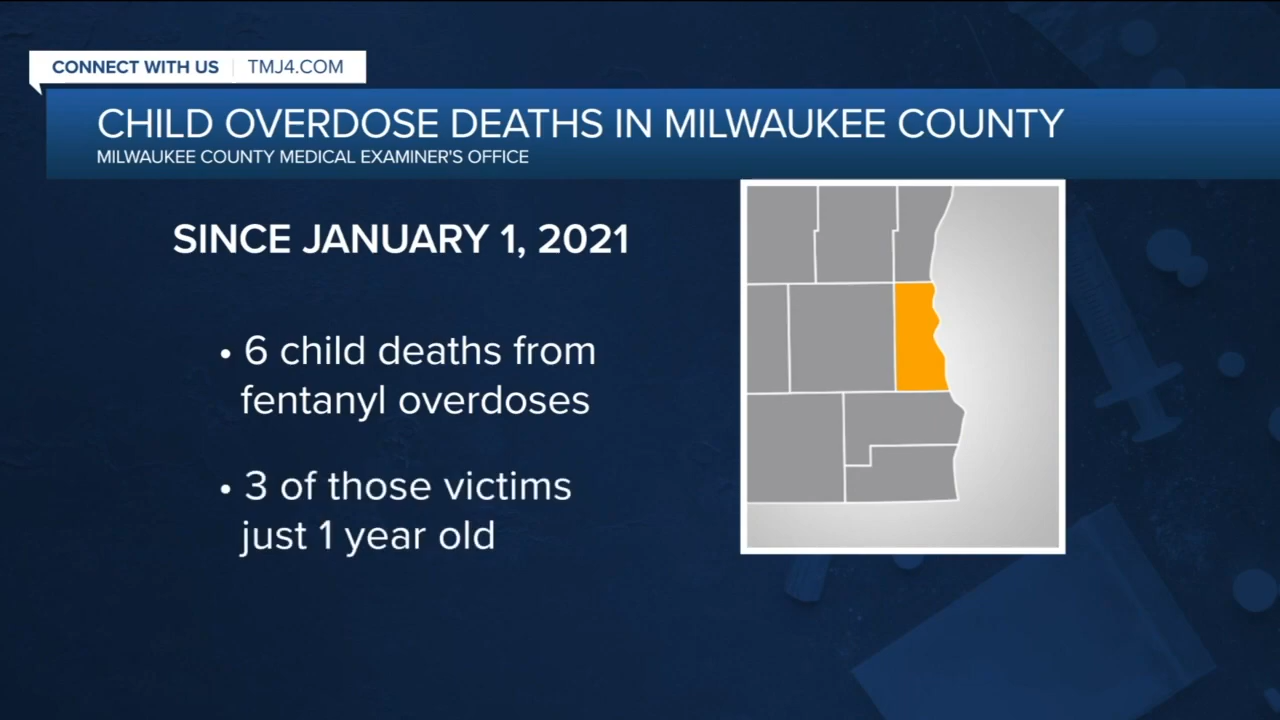 CONNECT WITH US | TMJ4.COM
CHILD OVERDOSE DEATHS IN MILWAUKEE COUNTY
MILWAUKEE COUNTY MEDICAL EXAMINER'S OFFICE
SINCE JANUARY 1, 2021
• 6 child deaths from
fentanyl overdoses
• 3 of those victims
just 1 year old